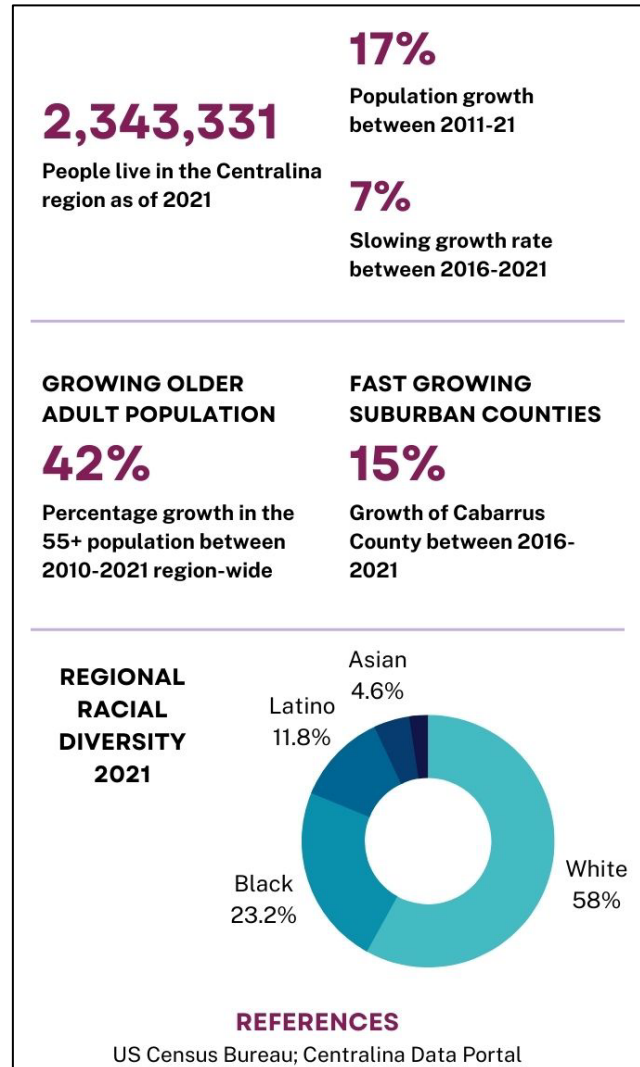 2,343,331
People live in the Centralina
region as of 2021
17%
Population growth
between 2011-21
7%
Slowing growth rate
between 2016-2021
GROWING OLDER
ADULT POPULATION
42%
Percentage growth in the
55+ population between
2010-2021 region-wide
FAST GROWING
SUBURBAN COUNTIES
15%
Growth of Cabarrus
County between 2016-
2021
REGIONAL
RACIAL
DIVERSITY
2021
Asian
4.6%
Latino
11.8%
Black
23.2%
White
58%
REFERENCES
US Census Bureau; Centralina Data Portal